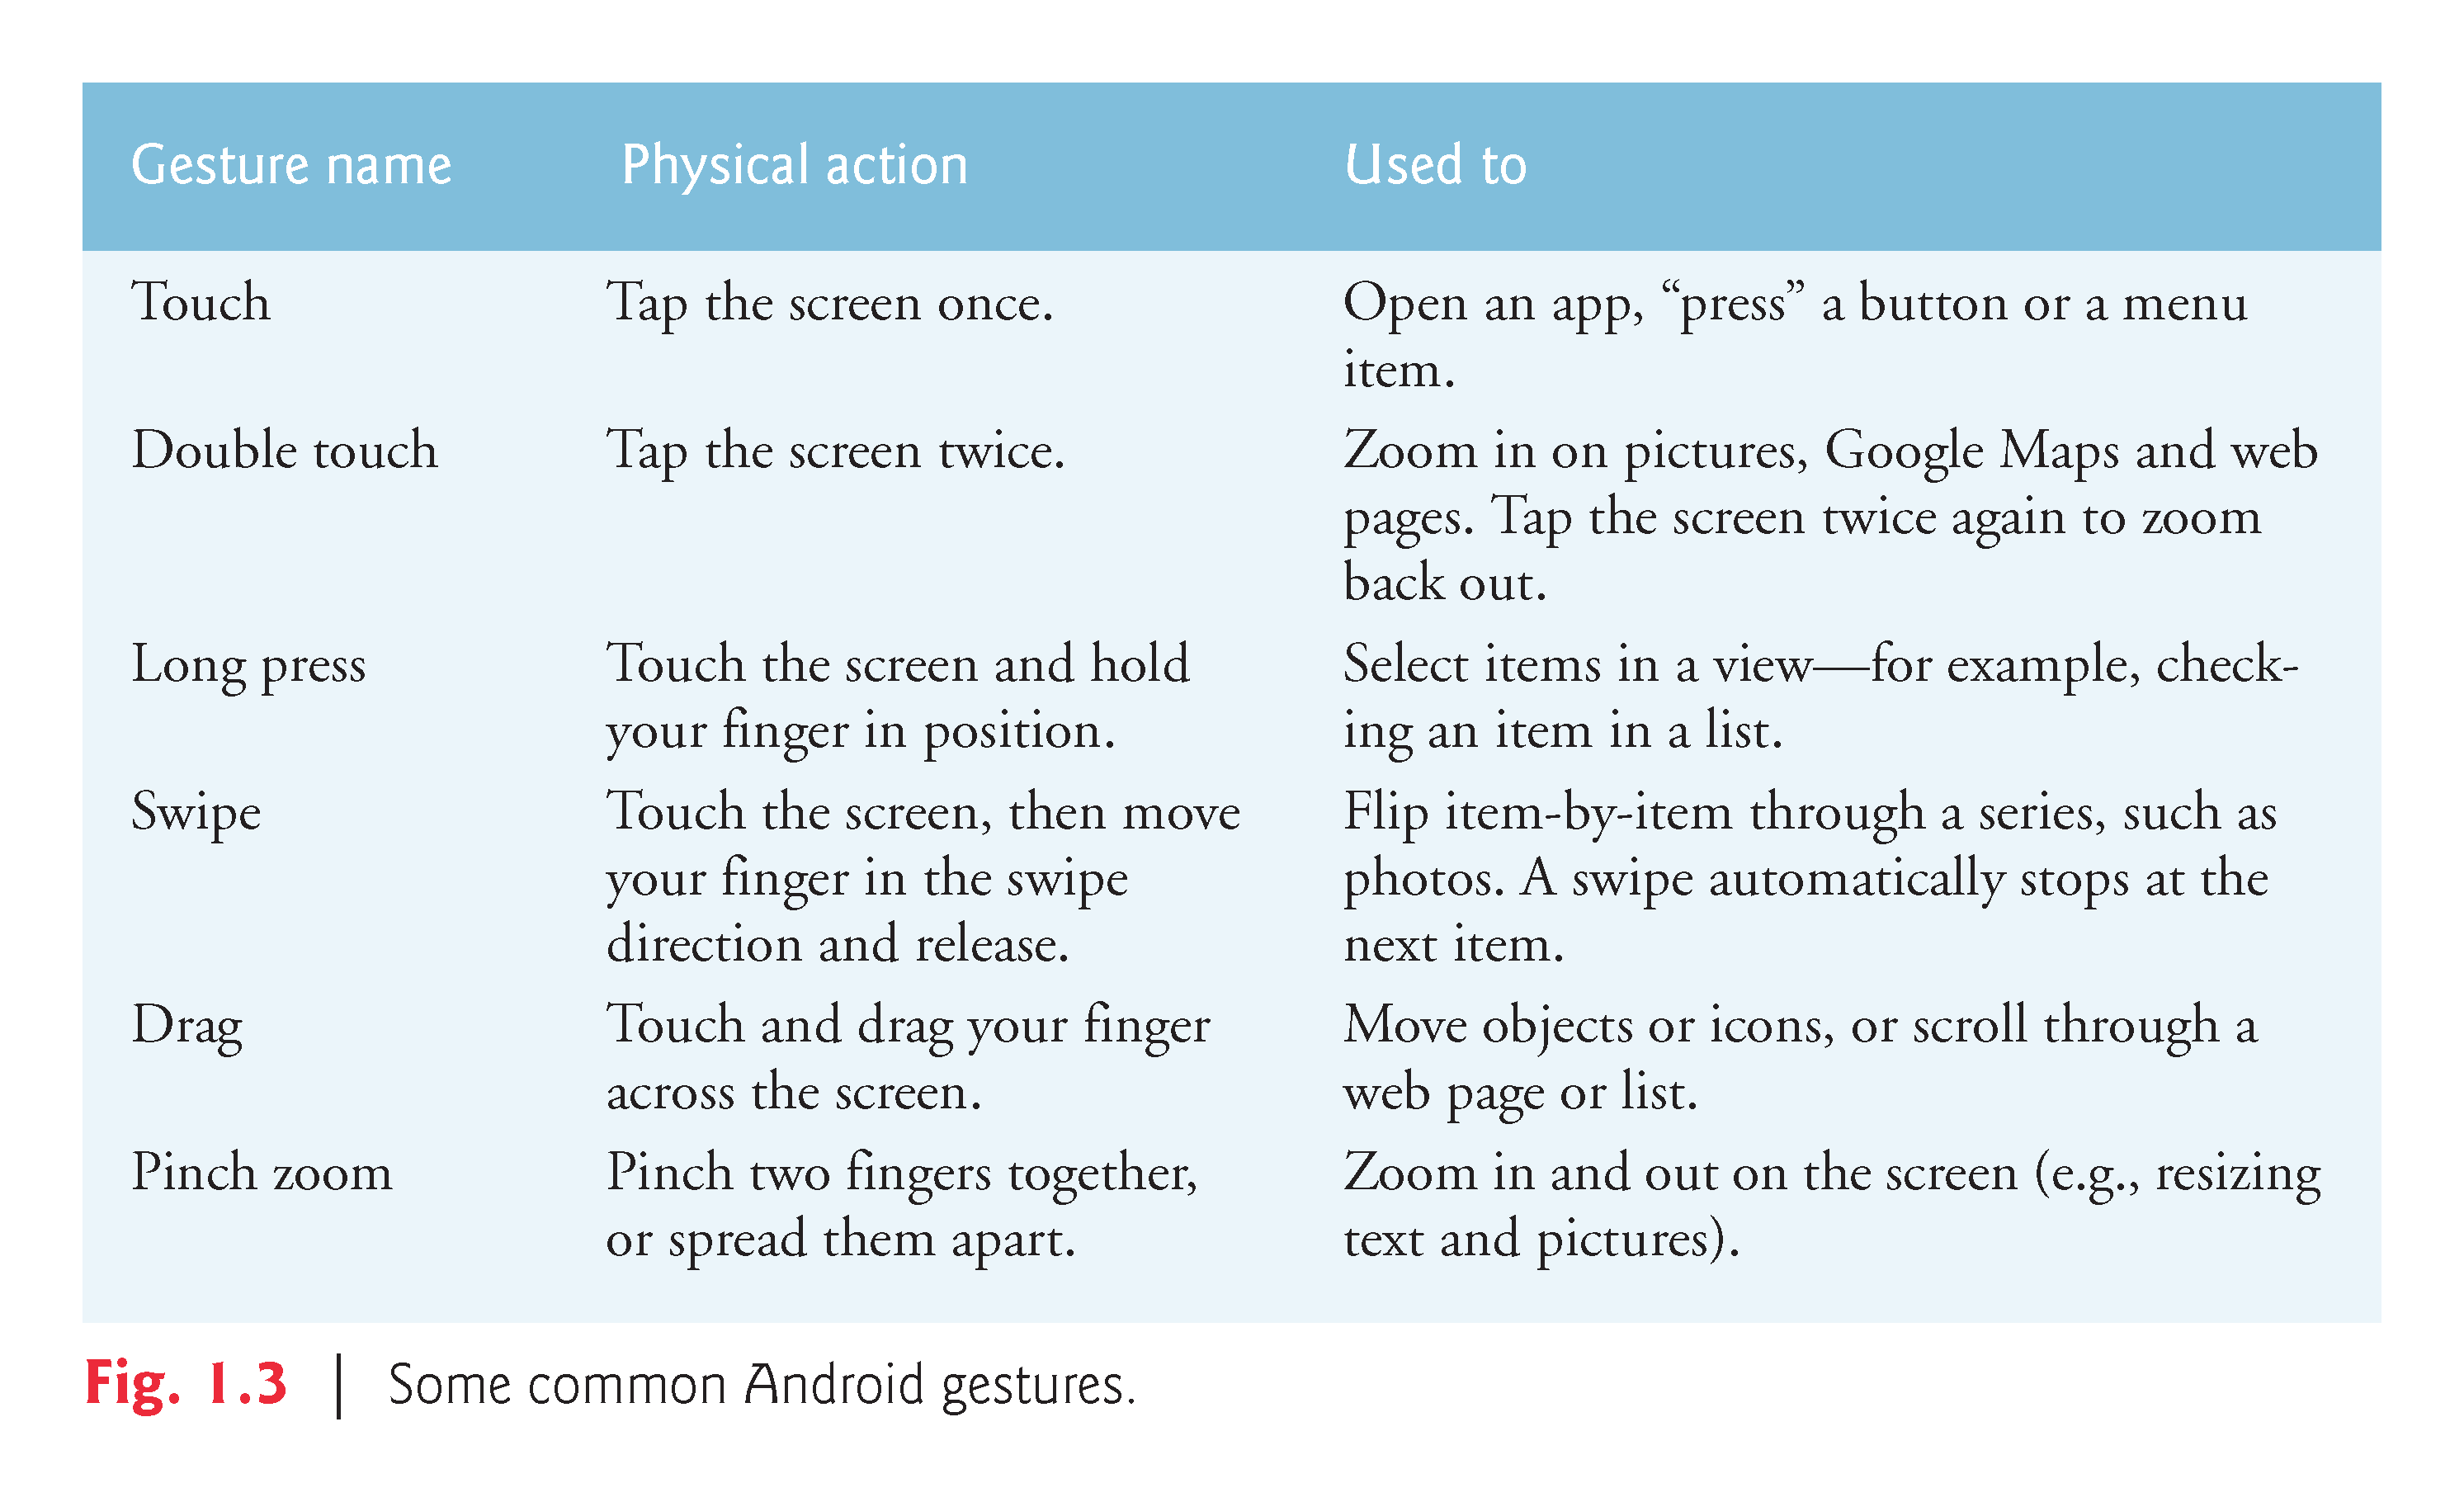 Gesture name Physical action Used to
Touch Tap the screen once. Open an app, “press” a button or a menu
item.
Double touch Tap the screen twice. Zoom in on pictures, Google Maps and web
pages. Tap the screen twice again to zoom
back out.
Long press Touch the screen and hold Select items in a view—for example, check-
your finger in position. ing an item in a list.
Swipe Touch the screen, then move Flip item-by-item through a series, such as
your finger in the swipe photos. A swipe automatically stops at the
direction and release. next item.
Drag Touch and drag your finger Move objects or icons, or scroll through a
across the screen. web page or list.
Pinch zoom Pinch two fingers together, Zoom in and out on the screen (e.g., resizing
or spread them apart. text and pictures).
Fig. 1.3 | Some common Android gestures.